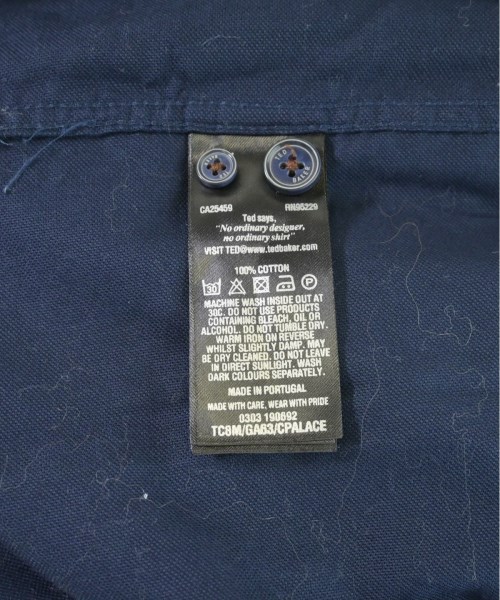 TED
BAKER
CA25459 RN95229
Ted says,
"No ordinary designer,
no ordinary shirt"
VISIT TED@www.tedbaker.com
100% COTTON
30 P
MACHINE WASH INSIDE OUT AT
30C. DO NOT USE PRODUCTS
CONTAINING BLEACH, OIL OR
ALCOHOL. DO NOT TUMBLE DRY.
WARM IRON ON REVERSE
WHILST SLIGHTLY DAMP. MAY
BE DRY CLEANED. DO NOT LEAVE
IN DIRECT SUNLIGHT. WASH
DARK COLOURS SEPARATELY.
MADE IN PORTUGAL
MADE WITH CARE, WEAR WITH PRIDE
0303 190692
TC8M/GA63/CPALACE